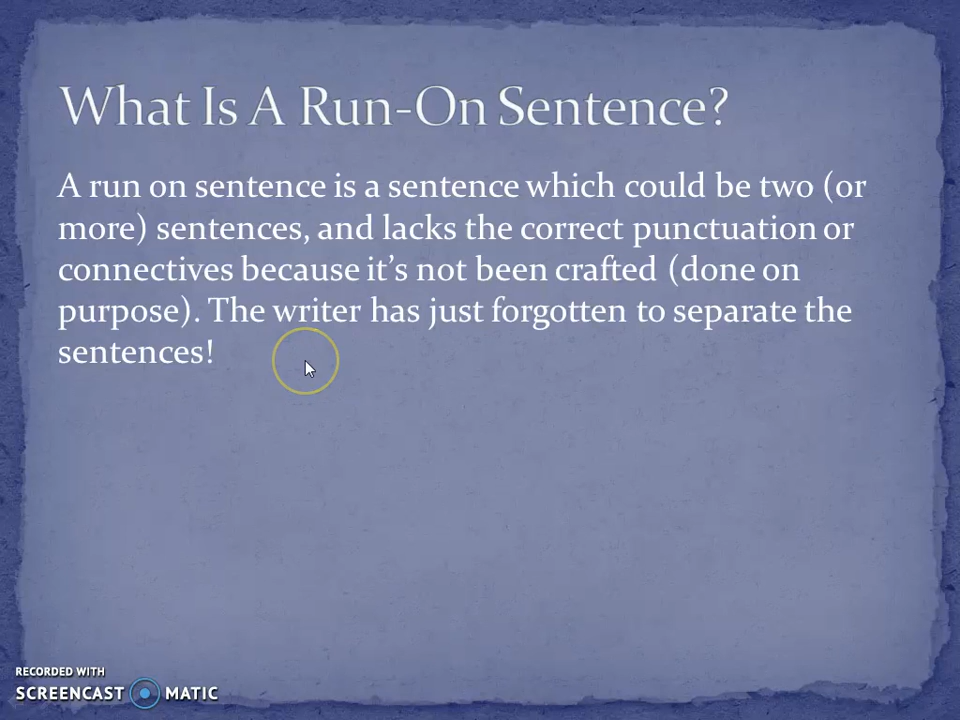 What Is A Run-On Sentence?
A run on sentence is a sentence which could be two (or
more) sentences, and lacks the correct punctuation or
connectives because it’s not been crafted (done on
purpose). The writer has just forgotten to separate the
sentences!
RECORDED WITH
SCREENCAST MATIC